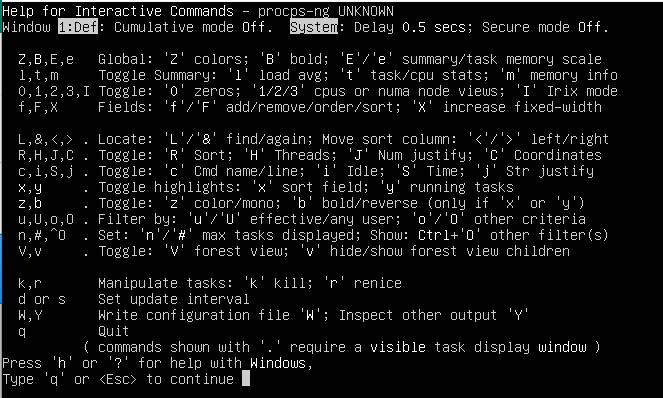 Help for Interactive Commands - procps-ng UNKNOWN
Window 1:Def: Cumulative mode Off.  System: Delay 0.5 secs; Secure mode Off.

  Z,B,E,e   Global: 'Z' colors; 'B' bold; 'E'/'e' summary/task memory scale
  l,t,m     Toggle Summary: 'l' load avg; 't' task/cpu stats; 'm' memory info
  0,1,2,3,I Toggle: '0' zeros; '1/2/3' cpus or numa node views; 'I' Irix mode
  f,F,X     Fields: 'f'/'F' add/remove/order/sort; 'X' increase fixed-width

  L,&,<,> . Locate: 'L'/'&' find/again; Move sort column: '<'/'>' left/right
  R,H,J,C . Toggle: 'R' Sort; 'H' Threads; 'J' Num justify; 'C' Coordinates
  c,i,S,j . Toggle: 'c' Cmd name/line; 'i' Idle; 'S' Time; 'j' Str justify
  x,y     . Toggle highlights: 'x' sort field; 'y' running tasks
  z,b     . Toggle: 'z' color/mono; 'b' bold/reverse (only if 'x' or 'y')
  u,U,o,O . Filter by: 'u'/'U' effective/any user; 'o'/'O' other criteria
  n,#,^O  . Set: 'n'/'#' max tasks displayed; Show: Ctrl+'O' other filter(s)
  V,v     . Toggle: 'V' forest view; 'v' hide/show forest view children

  k,r       Manipulate tasks: 'k' kill; 'r' renice
  d or s    Set update interval
  W,Y       Write configuration file 'W'; Inspect other output 'Y'
  q         Quit
          ( commands shown with '.' require a visible task display window )
Press 'h' or '?' for help with Windows,
Type 'q' or <Esc> to continue